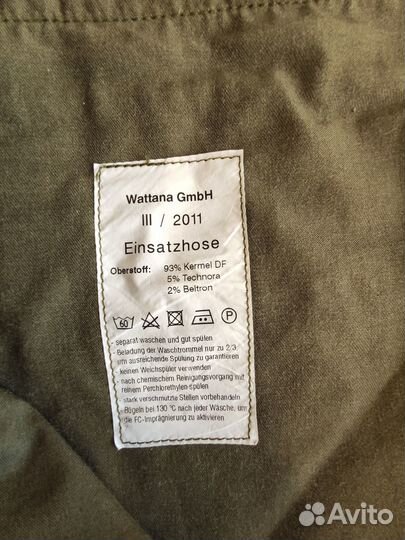 Wattana GmbH
III / 2011
Einsatzhose
Oberstoff: 93% Kermel DF
5% Technora
2% Beltron
60 P
- separat waschen und gut spülen
- Beladung der Waschtrommel nur zu 2/3,
um ausreichende Spülung zu garantieren
keinen Weichspüler verwenden
- nach chemischem Reinigungsvorgang mit
reinem Perchlorethylen spülen
stark verschmutzte Stellen vorbehandeln
- Bügeln bei 130 °C nach jeder Wäsche, um
die FC-Imprägnierung zu aktivieren
Avito